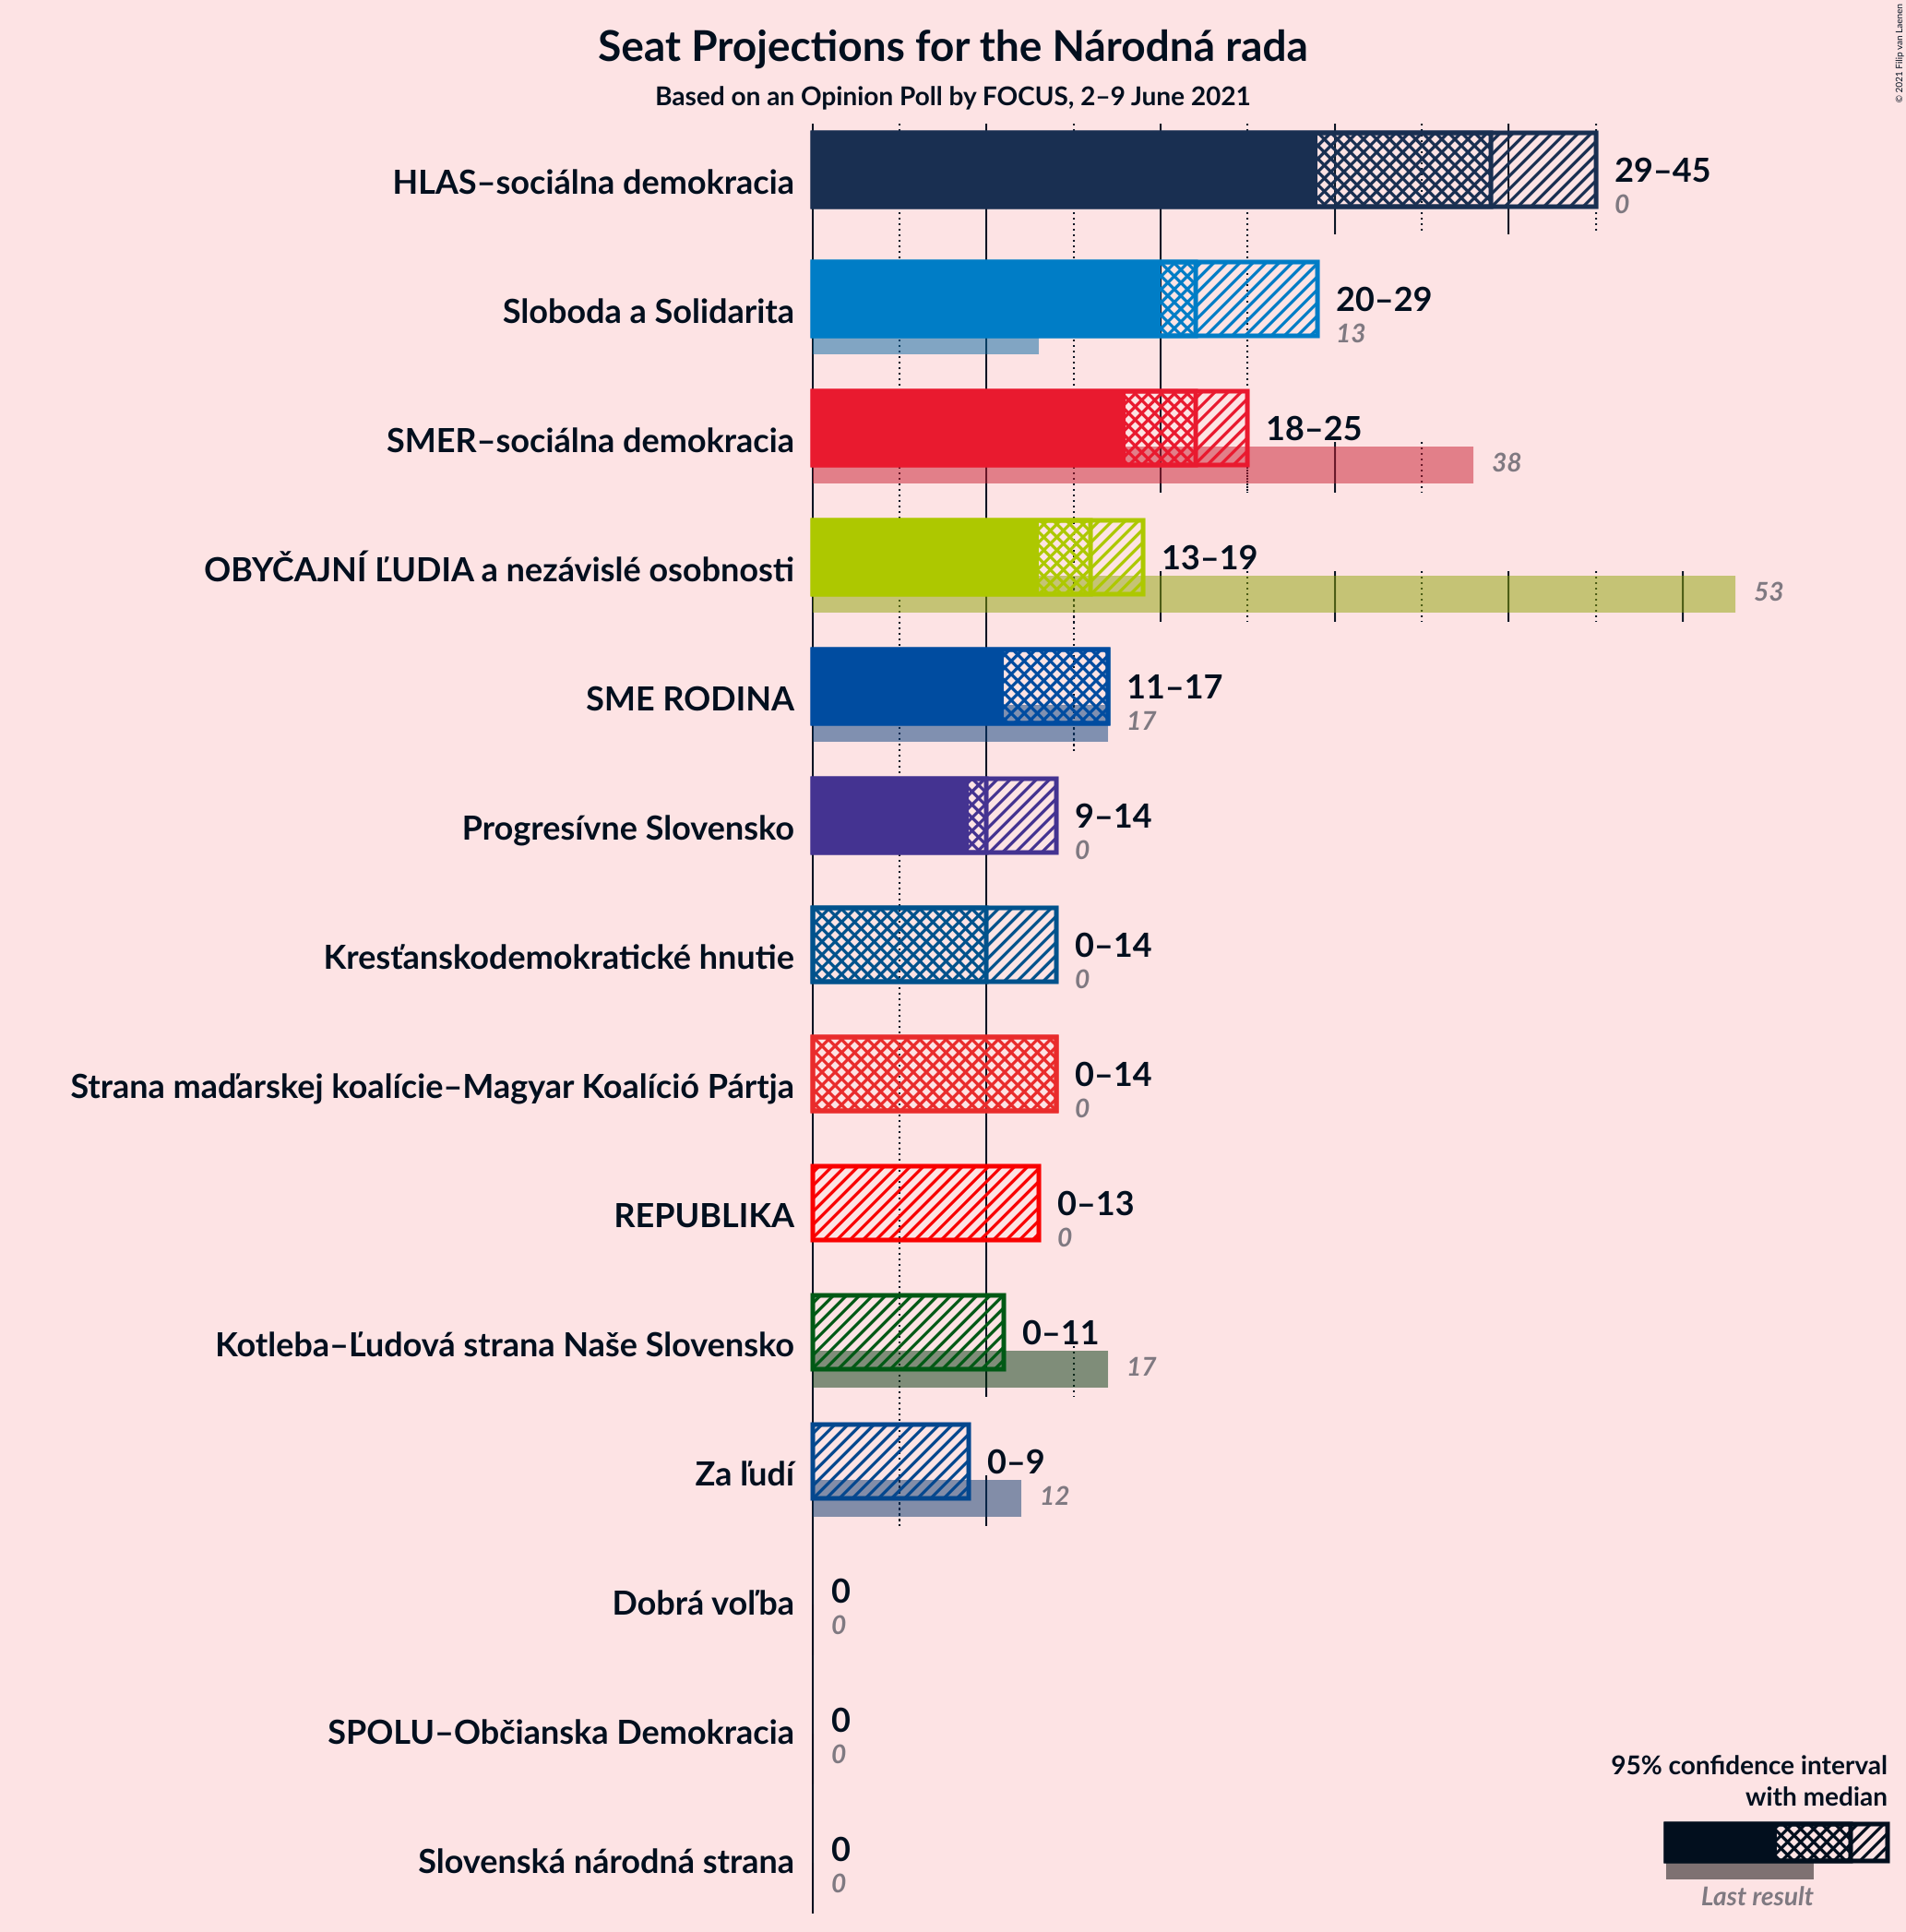 Seat Projections for the Národná rada
Based on an Opinion Poll by FOCUS, 2–9 June 2021
© 2021 Filip van Laenen
HLAS–sociálna demokracia
29–45
0
Sloboda a Solidarita
20–29
13
SMER–sociálna demokracia
18–25
38
OBYČAJNÍ ĽUDIA a nezávislé osobnosti
13–19
53
SME RODINA
11–17
17
Progresívne Slovensko
9–14
0
Kresťanskodemokratické hnutie
0–14
0
Strana maďarskej koalície–Magyar Koalíció Pártja
0–14
0
REPUBLIKA
0–13
0
Kotleba–Ľudová strana Naše Slovensko
0–11
17
Za ľudí
0–9
12
Dobrá voľba
0
0
SPOLU–Občianska Demokracia
0
0
Slovenská národná strana
0
0
95% confidence interval
with median
Last result